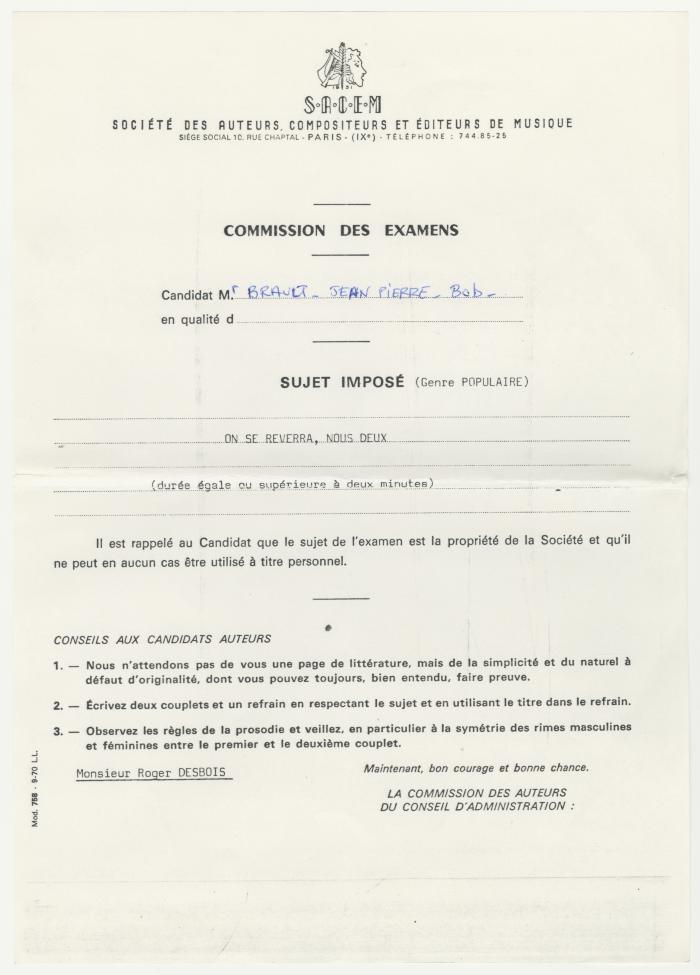 1851
S·A·C·E·M
SOCIÉTÉ DES AUTEURS, COMPOSITEURS ET ÉDITEURS DE MUSIQUE
SIÈGE SOCIAL 10, RUE CHAPTAL - PARIS - (IXe) - TÉLÉPHONE : 744.85-25
COMMISSION DES EXAMENS
Candidat M.r BRAULT - JEAN PIERRE - Bob -
en qualité d
SUJET IMPOSÉ (Genre POPULAIRE)
ON SE REVERRA, NOUS DEUX
(durée égale ou supérieure à deux minutes)
Il est rappelé au Candidat que le sujet de l'examen est la propriété de la Société et qu'il
ne peut en aucun cas être utilisé à titre personnel.
CONSEILS AUX CANDIDATS AUTEURS
1. — Nous n'attendons pas de vous une page de littérature, mais de la simplicité et du naturel à
défaut d'originalité, dont vous pouvez toujours, bien entendu, faire preuve.
2. — Écrivez deux couplets et un refrain en respectant le sujet et en utilisant le titre dans le refrain.
3. — Observez les règles de la prosodie et veillez, en particulier à la symétrie des rimes masculines
et féminines entre le premier et le deuxième couplet.
Monsieur Roger DESBOIS
Maintenant, bon courage et bonne chance.
LA COMMISSION DES AUTEURS
DU CONSEIL D'ADMINISTRATION :
Mod. 758 - 9-70 L.L.